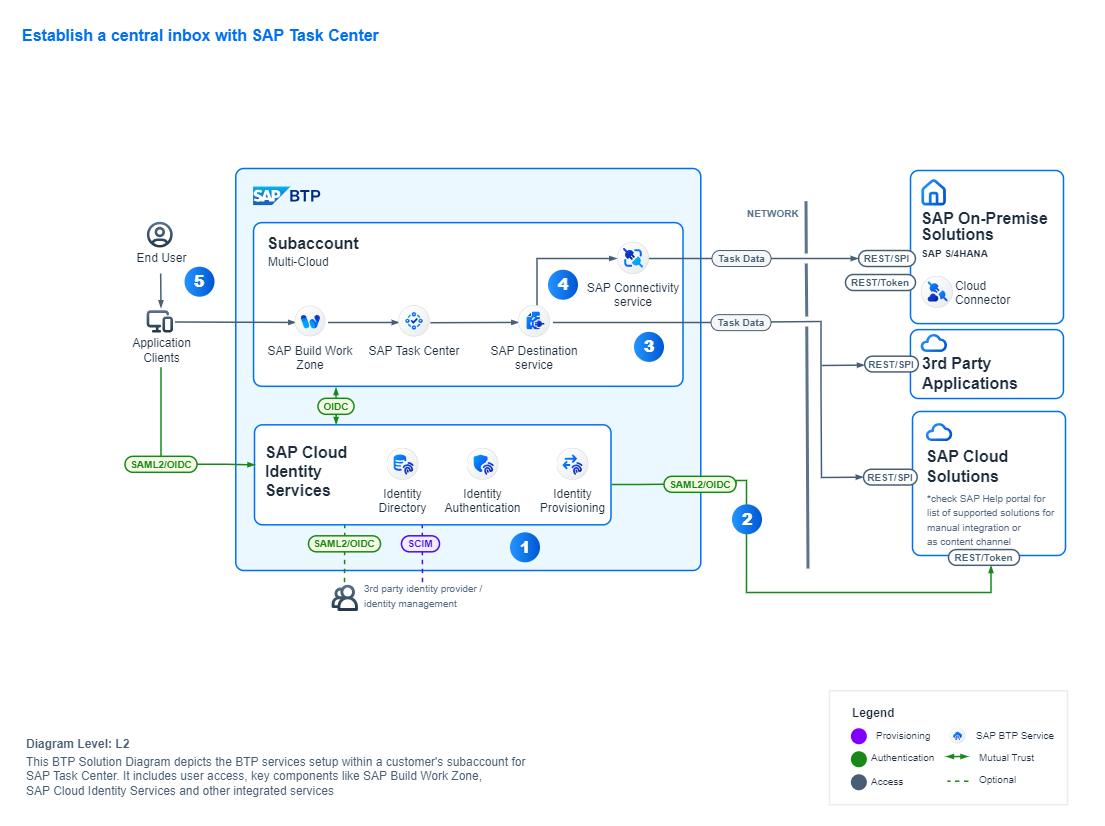 Establish a central inbox with SAP Task Center
SAP BTP
NETWORK
Subaccount
Multi-Cloud
End User
5
Application
Clients
SAP Build Work
Zone
SAP Task Center
SAP Destination
service
4
SAP Connectivity
service
3
Task Data
Task Data
REST/SPI
REST/Token
SAP On-Premise
Solutions
SAP S/4HANA
Cloud
Connector
REST/SPI
3rd Party
Applications
REST/SPI
SAP Cloud
Solutions
*check SAP Help portal for
list of supported solutions for
manual integration or
as content channel
REST/Token
OIDC
SAML2/OIDC
SAP Cloud
Identity
Services
Identity
Directory
Identity
Authentication
Identity
Provisioning
SAML2/OIDC
2
SAML2/OIDC
SCIM
1
3rd party identity provider /
identity management
Diagram Level: L2
This BTP Solution Diagram depicts the BTP services setup within a customer's subaccount for
SAP Task Center. It includes user access, key components like SAP Build Work Zone,
SAP Cloud Identity Services and other integrated services
Legend
Provisioning
SAP BTP Service
Authentication
Mutual Trust
Access
Optional